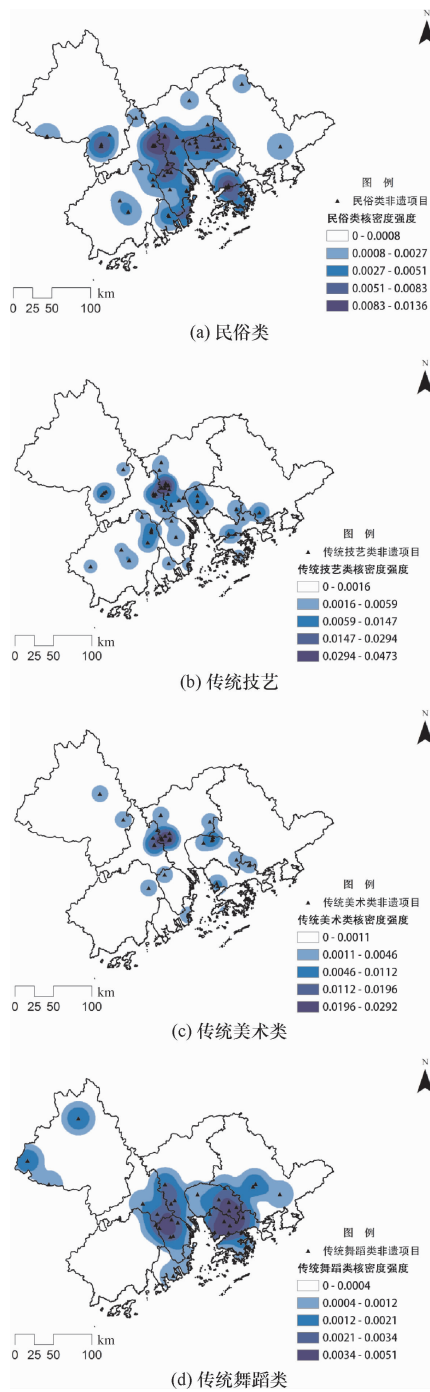 N
图 例
民俗类非遗项目
民俗类核密度强度
0 - 0.0008
0.0008 - 0.0027
0.0027 - 0.0051
0.0051 - 0.0083
0.0083 - 0.0136
0 25 50 100
km
(a) 民俗类
N
图 例
传统技艺类非遗项目
传统技艺类核密度强度
0 - 0.0016
0.0016 - 0.0059
0.0059 - 0.0147
0.0147 - 0.0294
0.0294 - 0.0473
0 25 50 100
km
(b) 传统技艺
N
图 例
传统美术类非遗项目
传统美术类核密度强度
0 - 0.0011
0.0011 - 0.0046
0.0046 - 0.0112
0.0112 - 0.0196
0.0196 - 0.0292
0 25 50 100
km
(c) 传统美术类
N
图 例
传统舞蹈类非遗项目
传统舞蹈类核密度强度
0 - 0.0004
0.0004 - 0.0012
0.0012 - 0.0021
0.0021 - 0.0034
0.0034 - 0.0051
0 25 50 100
km
(d) 传统舞蹈类